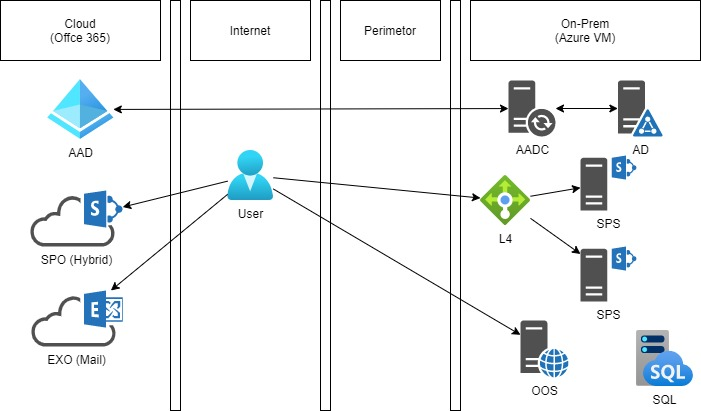 Cloud
(Offce 365)
Internet
Perimetor
On-Prem
(Azure VM)
AAD
AADC
AD
User
S
SPO (Hybrid)
L4
S
SPS
S
SPS
E
EXO (Mail)
OOS
SQL
SQL